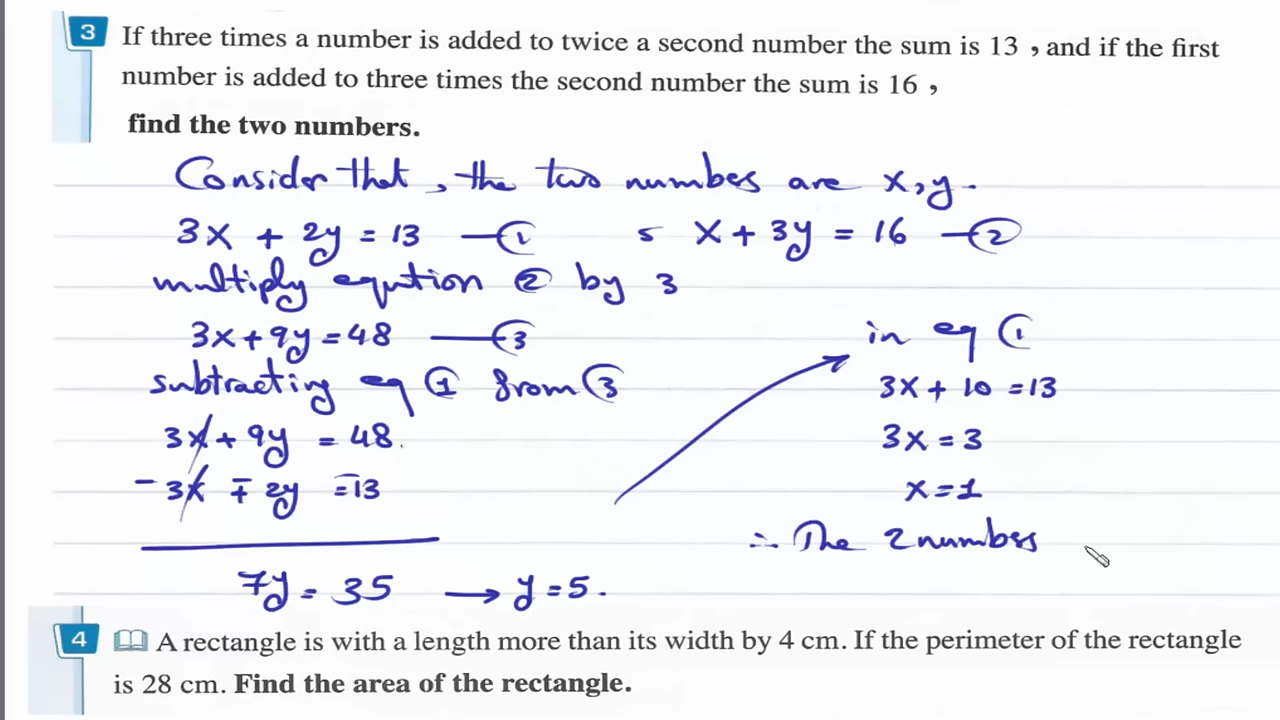 3 If three times a number is added to twice a second number the sum is 13 , and if the first
number is added to three times the second number the sum is 16 ,
find the two numbers.
Consider that, the two numbers are x, y.
3x + 2y = 13 — ① , x + 3y = 16 — ②
multiply eqution ② by 3
3x + 9y = 48 — ③
subtracting eq ① from ③
3x + 9y = 48.
- 3x ∓ 2y = -13
7y = 35 → y = 5.
in eq ①
3x + 10 = 13
3x = 3
x = 1
∴ The 2 numbers
4 A rectangle is with a length more than its width by 4 cm. If the perimeter of the rectangle
is 28 cm. Find the area of the rectangle.